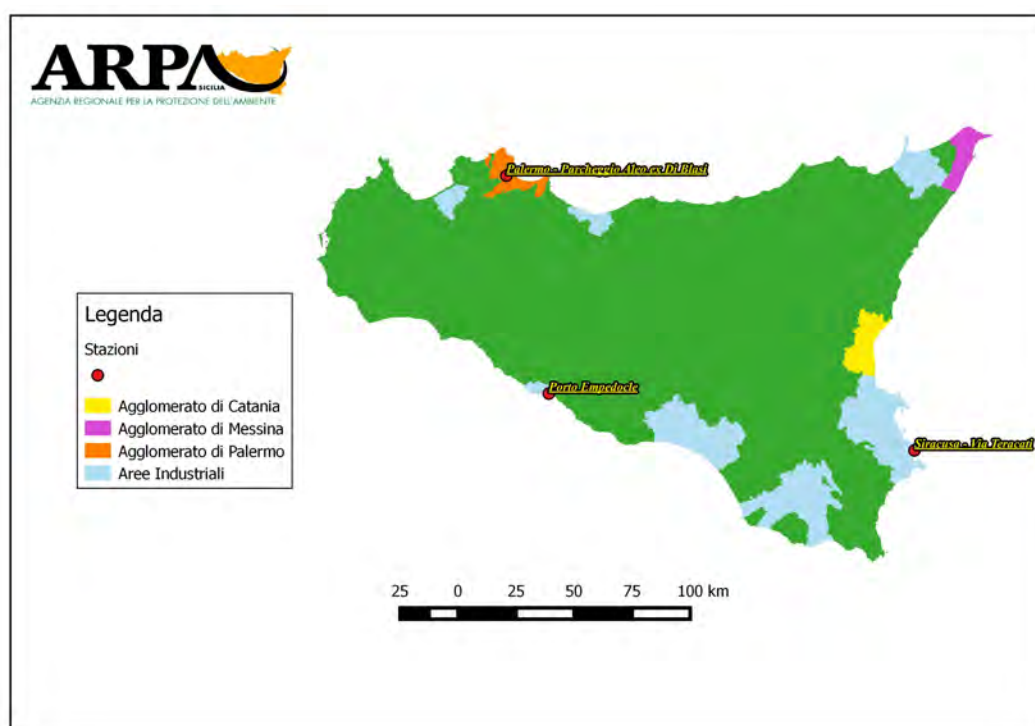 ARPA
SICILIA
AGENZIA REGIONALE PER LA PROTEZIONE DELL'AMBIENTE
Palermo - Parcheggio Aleo ex Di Blasi
Legenda
Stazioni
Agglomerato di Catania
Agglomerato di Messina
Agglomerato di Palermo
Aree Industriali
Porto Empedocle
Siracusa - Via Teracati
25 0 25 50 75 100 km